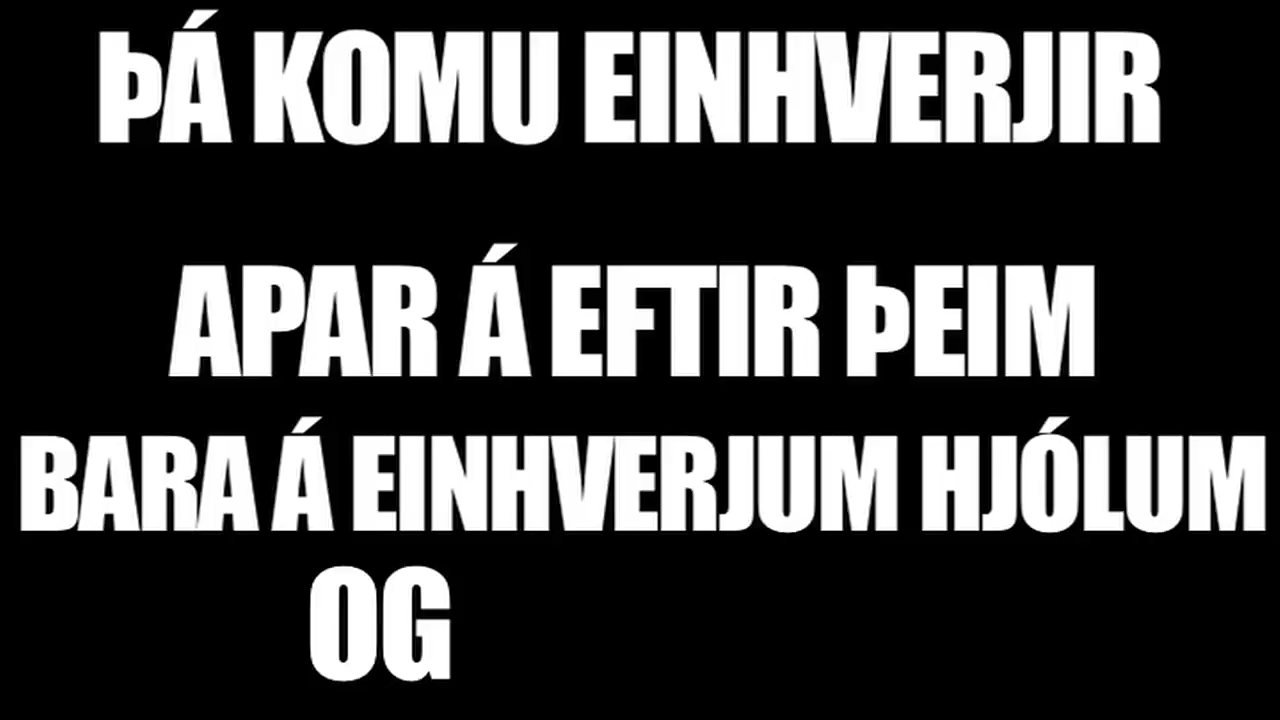 ÞÁ KOMU EINHVERJIR
APAR Á EFTIR ÞEIM
BARA Á EINHVERJUM HJÓLUM
OG